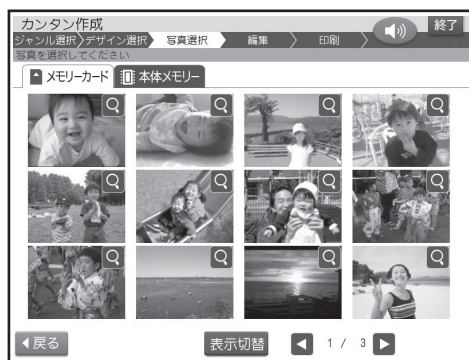 カンタン作成
終了
ジャンル選択 デザイン選択 写真選択 編集 印刷
写真を選択してください
メモリーカード 本体メモリー
戻る 表示切替 1 / 3